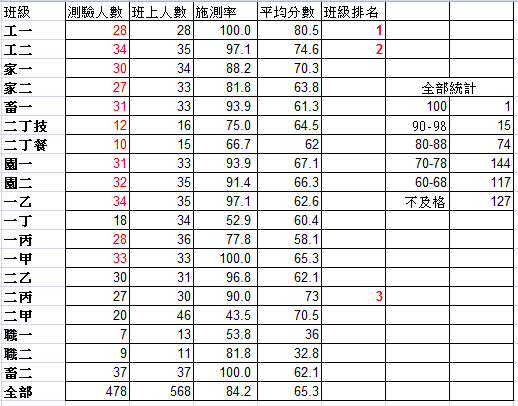 班級 測驗人數 班上人數 施測率 平均分數 班級排名
工一 28 28 100.0 80.5 1
工二 34 35 97.1 74.6 2
家一 30 34 88.2 70.3
家二 27 33 81.8 63.8 全部統計
畜一 31 33 93.9 61.3 100 1
二丁技 12 16 75.0 64.5 90-98 15
二丁餐 10 15 66.7 62 80-88 74
園一 31 33 93.9 67.1 70-78 144
園二 32 35 91.4 66.3 60-68 117
一乙 34 35 97.1 62.6 不及格 127
一丁 18 34 52.9 60.4
一丙 28 36 77.8 58.1
一甲 33 33 100.0 65.3
二乙 30 31 96.8 62.1
二丙 27 30 90.0 73 3
二甲 20 46 43.5 70.5
職一 7 13 53.8 36
職二 9 11 81.8 32.8
畜二 37 37 100.0 62.1
全部 478 568 84.2 65.3